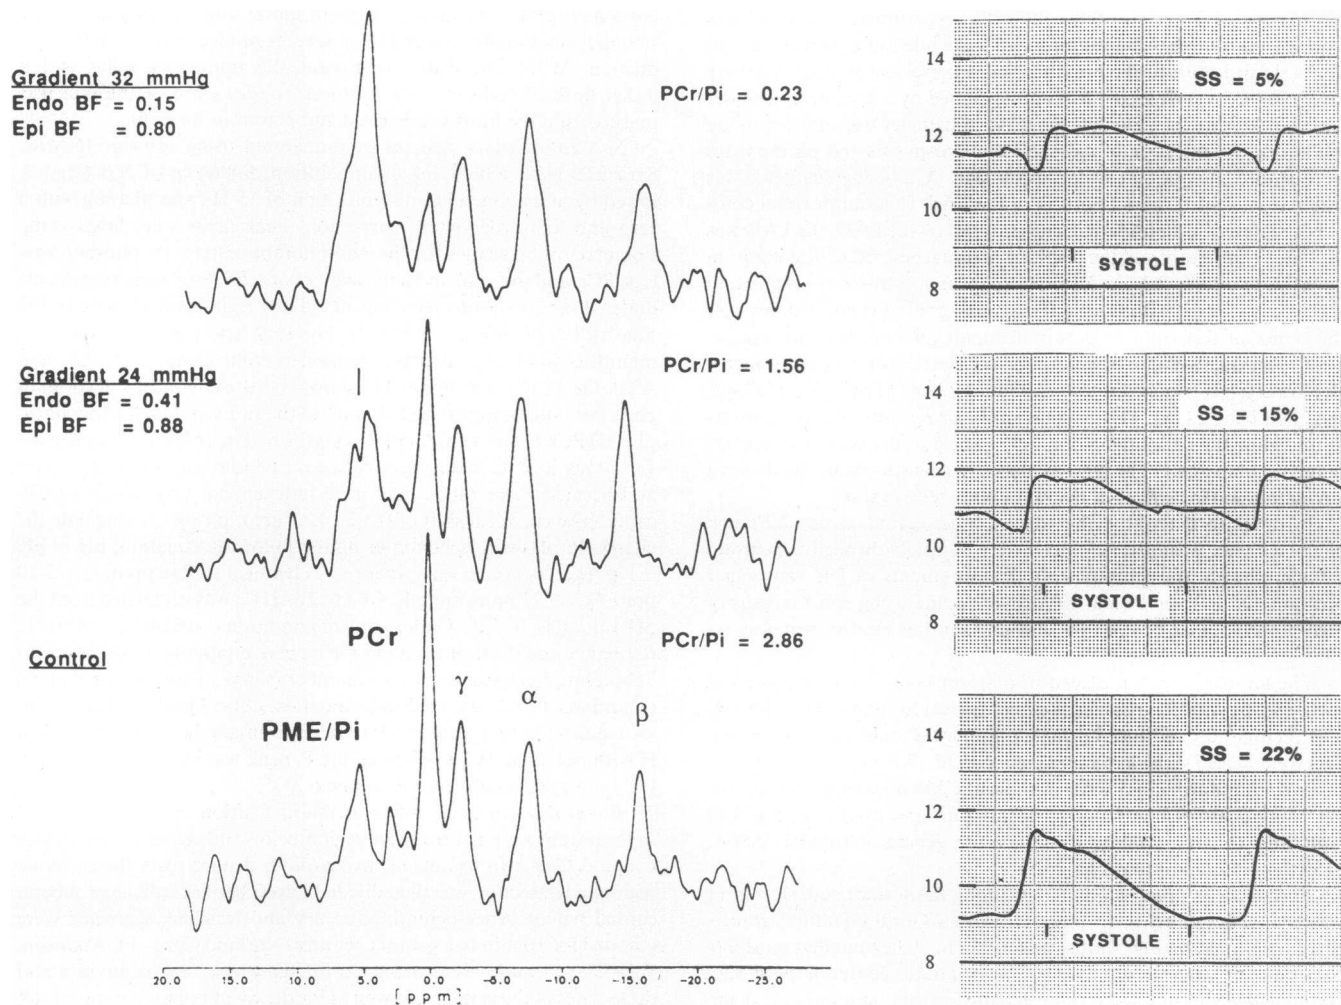 Gradient 32 mmHg
Endo BF = 0.15
Epi BF = 0.80
PCr/Pi = 0.23
14
12
10
8
SS = 5%
SYSTOLE
Gradient 24 mmHg
Endo BF = 0.41
Epi BF = 0.88
PCr/Pi = 1.56
14
12
10
8
SS = 15%
SYSTOLE
Control
PCr
PME/Pi
γ
α
β
PCr/Pi = 2.86
14
12
10
8
SS = 22%
SYSTOLE
20.0 15.0 10.0 5.0 0.0 -5.0 -10.0 -15.0 -20.0 -25.0
[ppm]